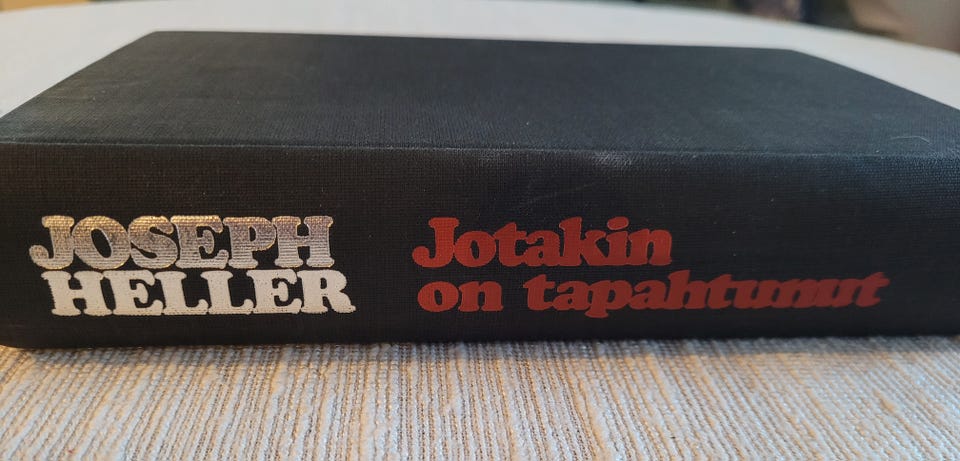 JOSEPH
HELLER
Jotakin
on tapahtunut